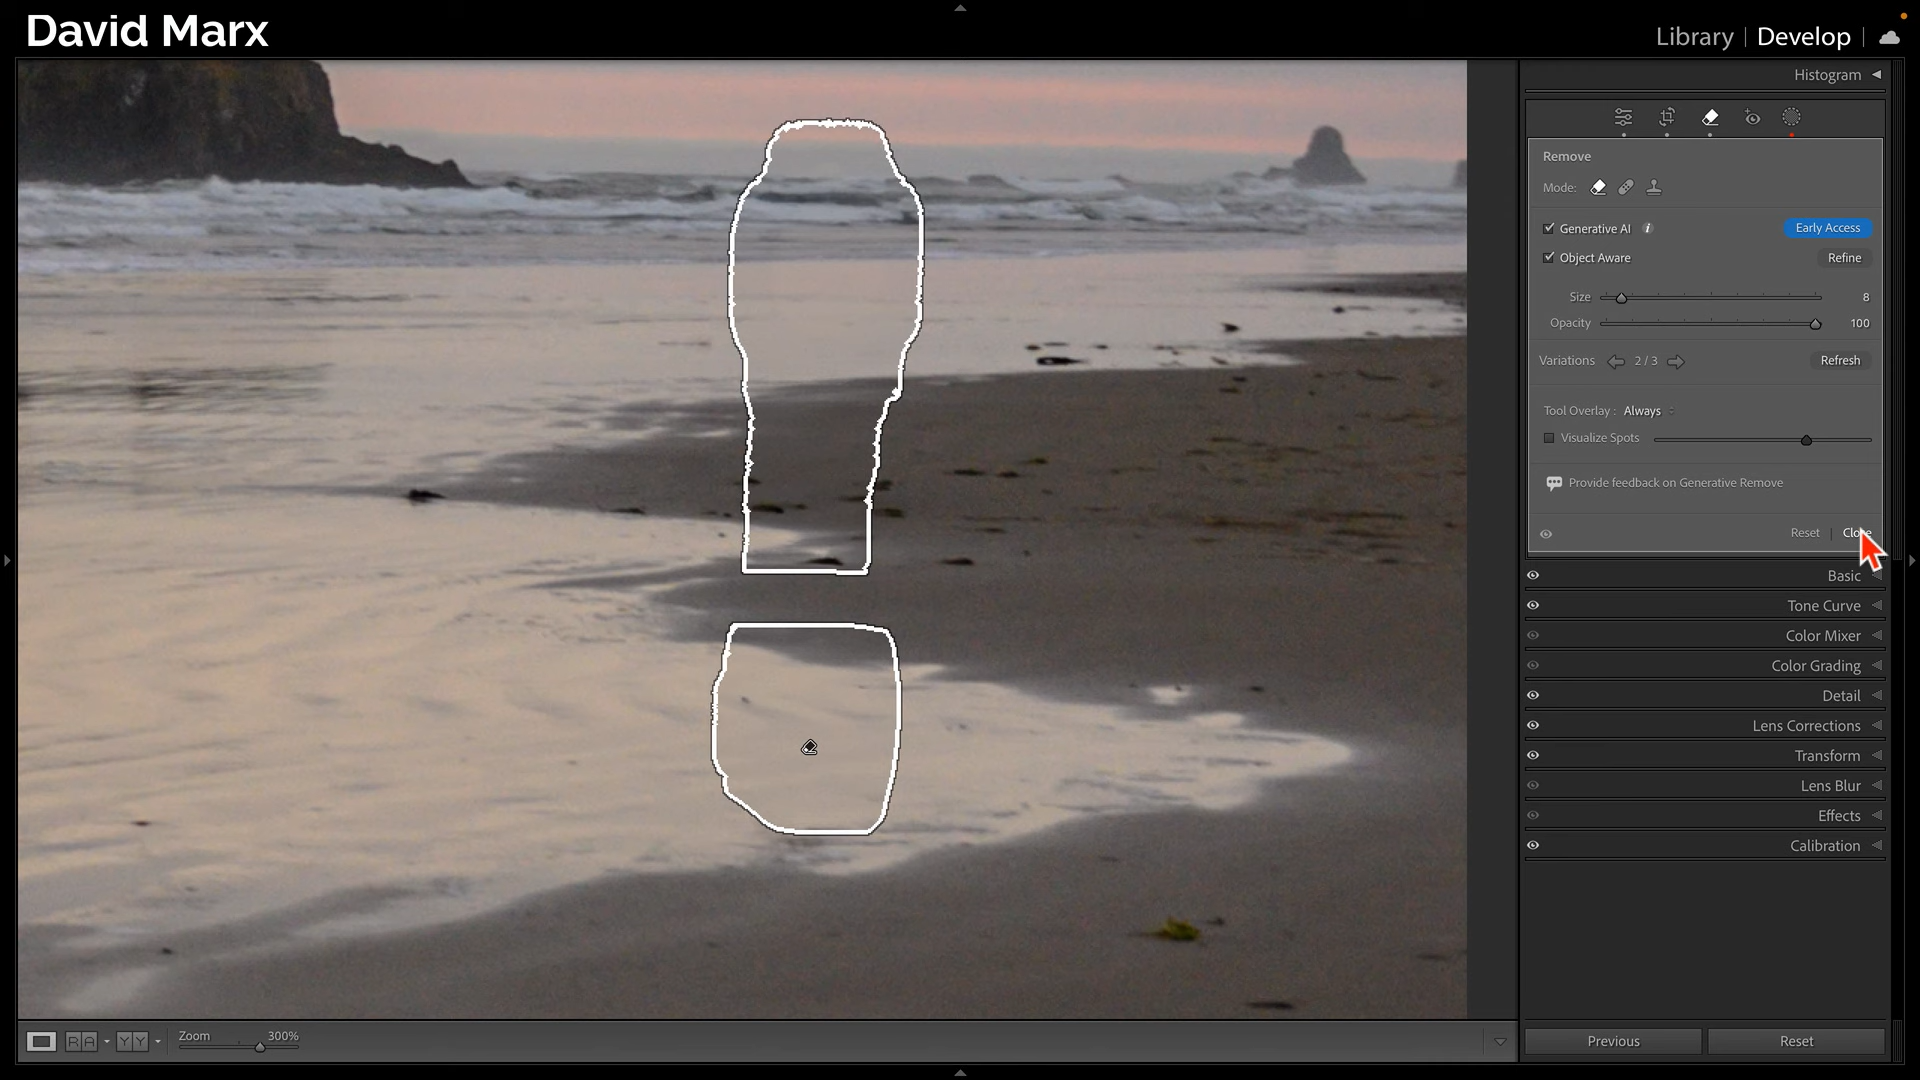 David Marx
Library | Develop |
Histogram
Remove
Mode:
Generative AI i Early Access
Object Aware Refine
Size 8
Opacity 100
Variations 2 / 3 Refresh
Tool Overlay : Always
Visualize Spots
Provide feedback on Generative Remove
Reset | Close
Basic
Tone Curve
Color Mixer
Color Grading
Detail
Lens Corrections
Transform
Lens Blur
Effects
Calibration
R A Y Y Zoom 300%
Previous Reset